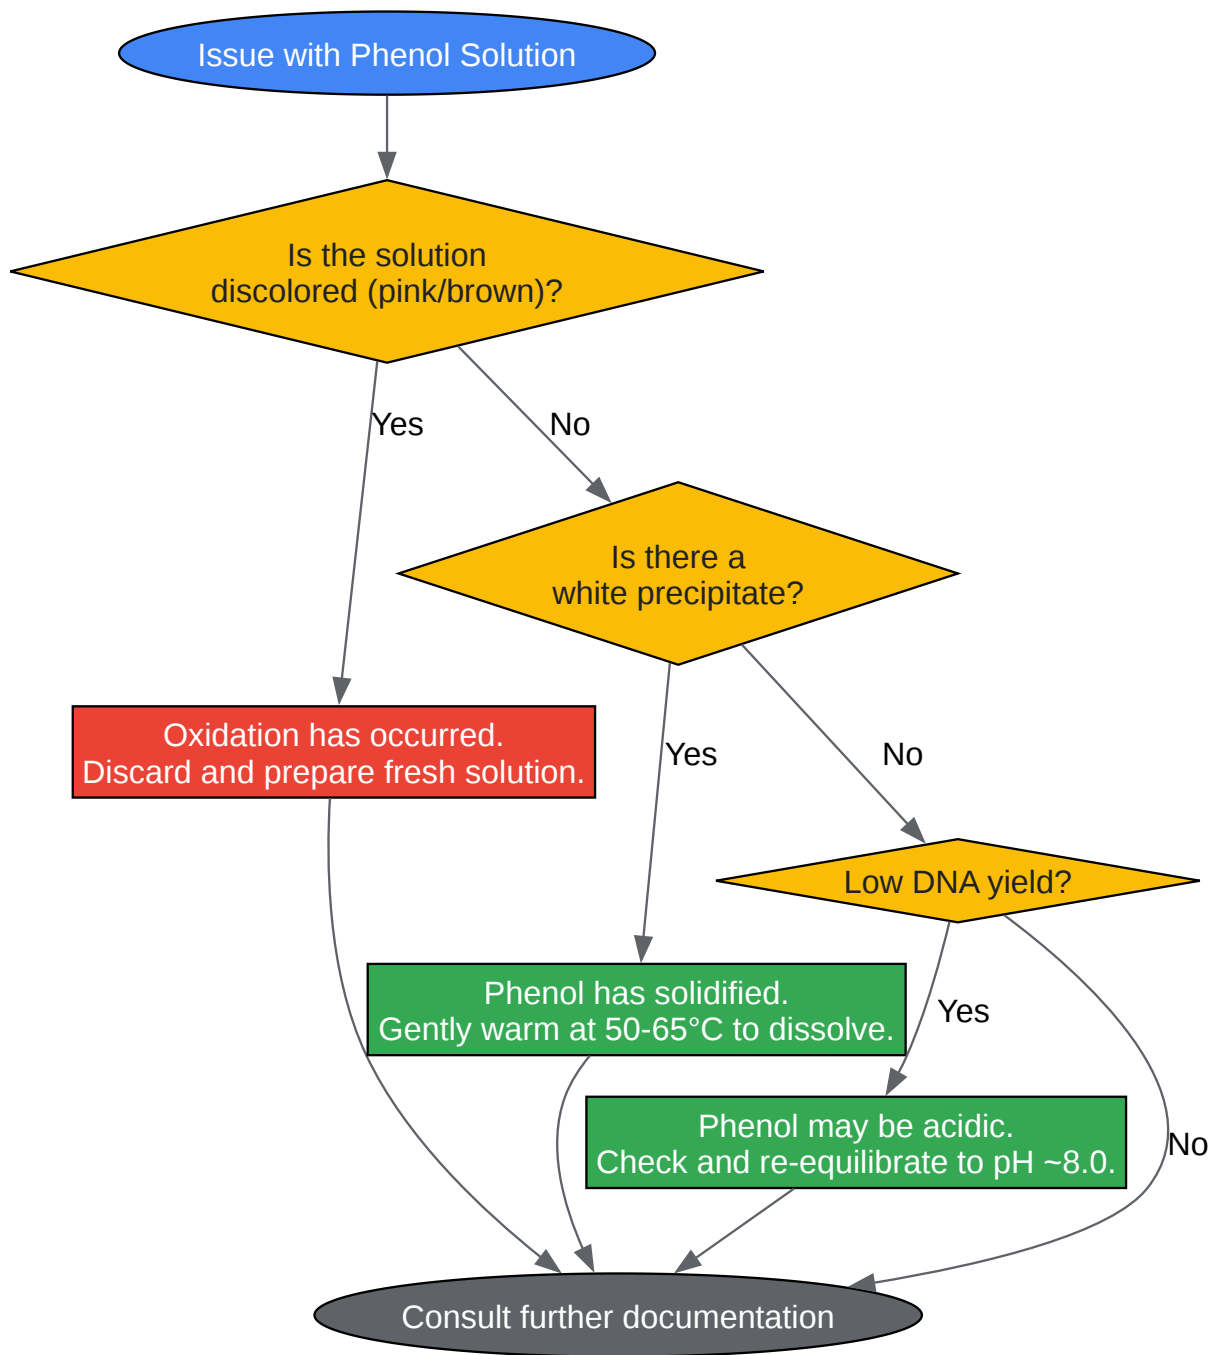 Issue with Phenol Solution
Is the solution
discolored (pink/brown)?
Yes
No
Is there a
white precipitate?
Oxidation has occurred.
Discard and prepare fresh solution.
Yes
No
Low DNA yield?
Phenol has solidified.
Gently warm at 50-65°C to dissolve.
Yes
Phenol may be acidic.
Check and re-equilibrate to pH ~8.0.
No
Consult further documentation